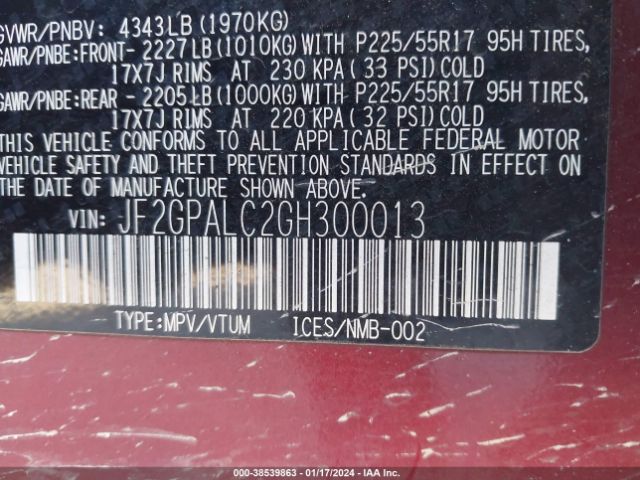 GVWR/PNBV: 4343LB (1970KG)
GAWR/PNBE:FRONT- 2227LB (1010KG) WITH P225/55R17 95H TIRES,
17X7J RIMS AT 230 KPA ( 33 PSI) COLD
GAWR/PNBE:REAR - 2205LB (1000KG) WITH P225/55R17 95H TIRES,
17X7J RIMS AT 220 KPA ( 32 PSI) COLD
THIS VEHICLE CONFORMS TO ALL APPLICABLE FEDERAL MOTOR
VEHICLE SAFETY AND THEFT PREVENTION STANDARDS IN EFFECT ON
THE DATE OF MANUFACTURE SHOWN ABOVE.
VIN: JF2GPALC2GH300013
TYPE:MPV/VTUM ICES/NMB-002
000-38539863 - 01/17/2024 - IAA Inc.